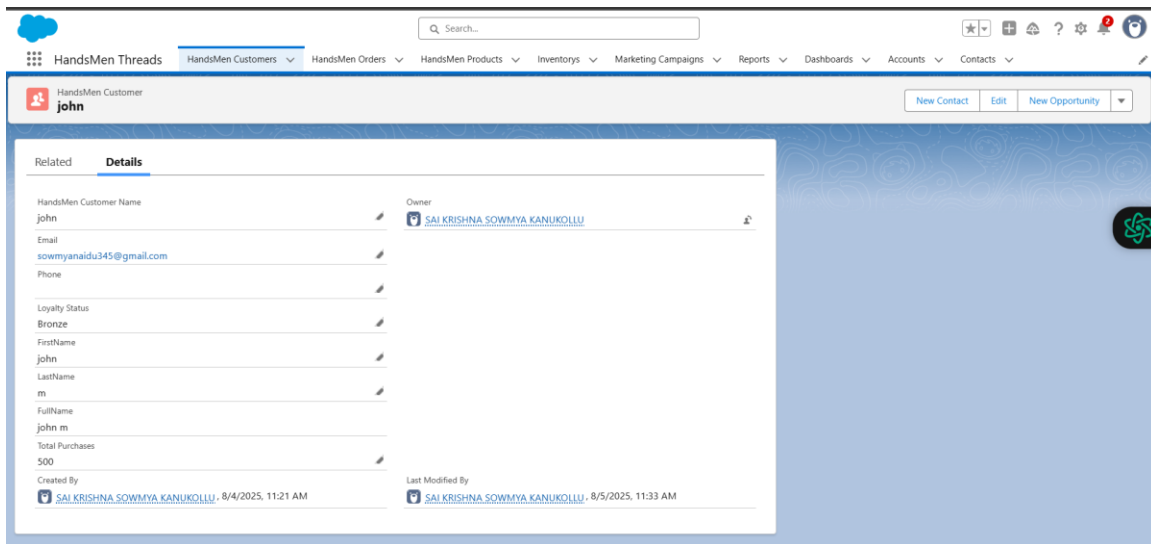 Search...
2
HandsMen Threads HandsMen Customers HandsMen Orders HandsMen Products Inventorys Marketing Campaigns Reports Dashboards Accounts Contacts
HandsMen Customer
john
New Contact Edit New Opportunity
Related Details
HandsMen Customer Name Owner
john SAI KRISHNA SOWMYA KANUKOLLU
Email
sowmyanaidu345@gmail.com
Phone
Loyalty Status
Bronze
FirstName
john
LastName
m
FullName
john m
Total Purchases
500
Created By Last Modified By
SAI KRISHNA SOWMYA KANUKOLLU, 8/4/2025, 11:21 AM SAI KRISHNA SOWMYA KANUKOLLU, 8/5/2025, 11:33 AM